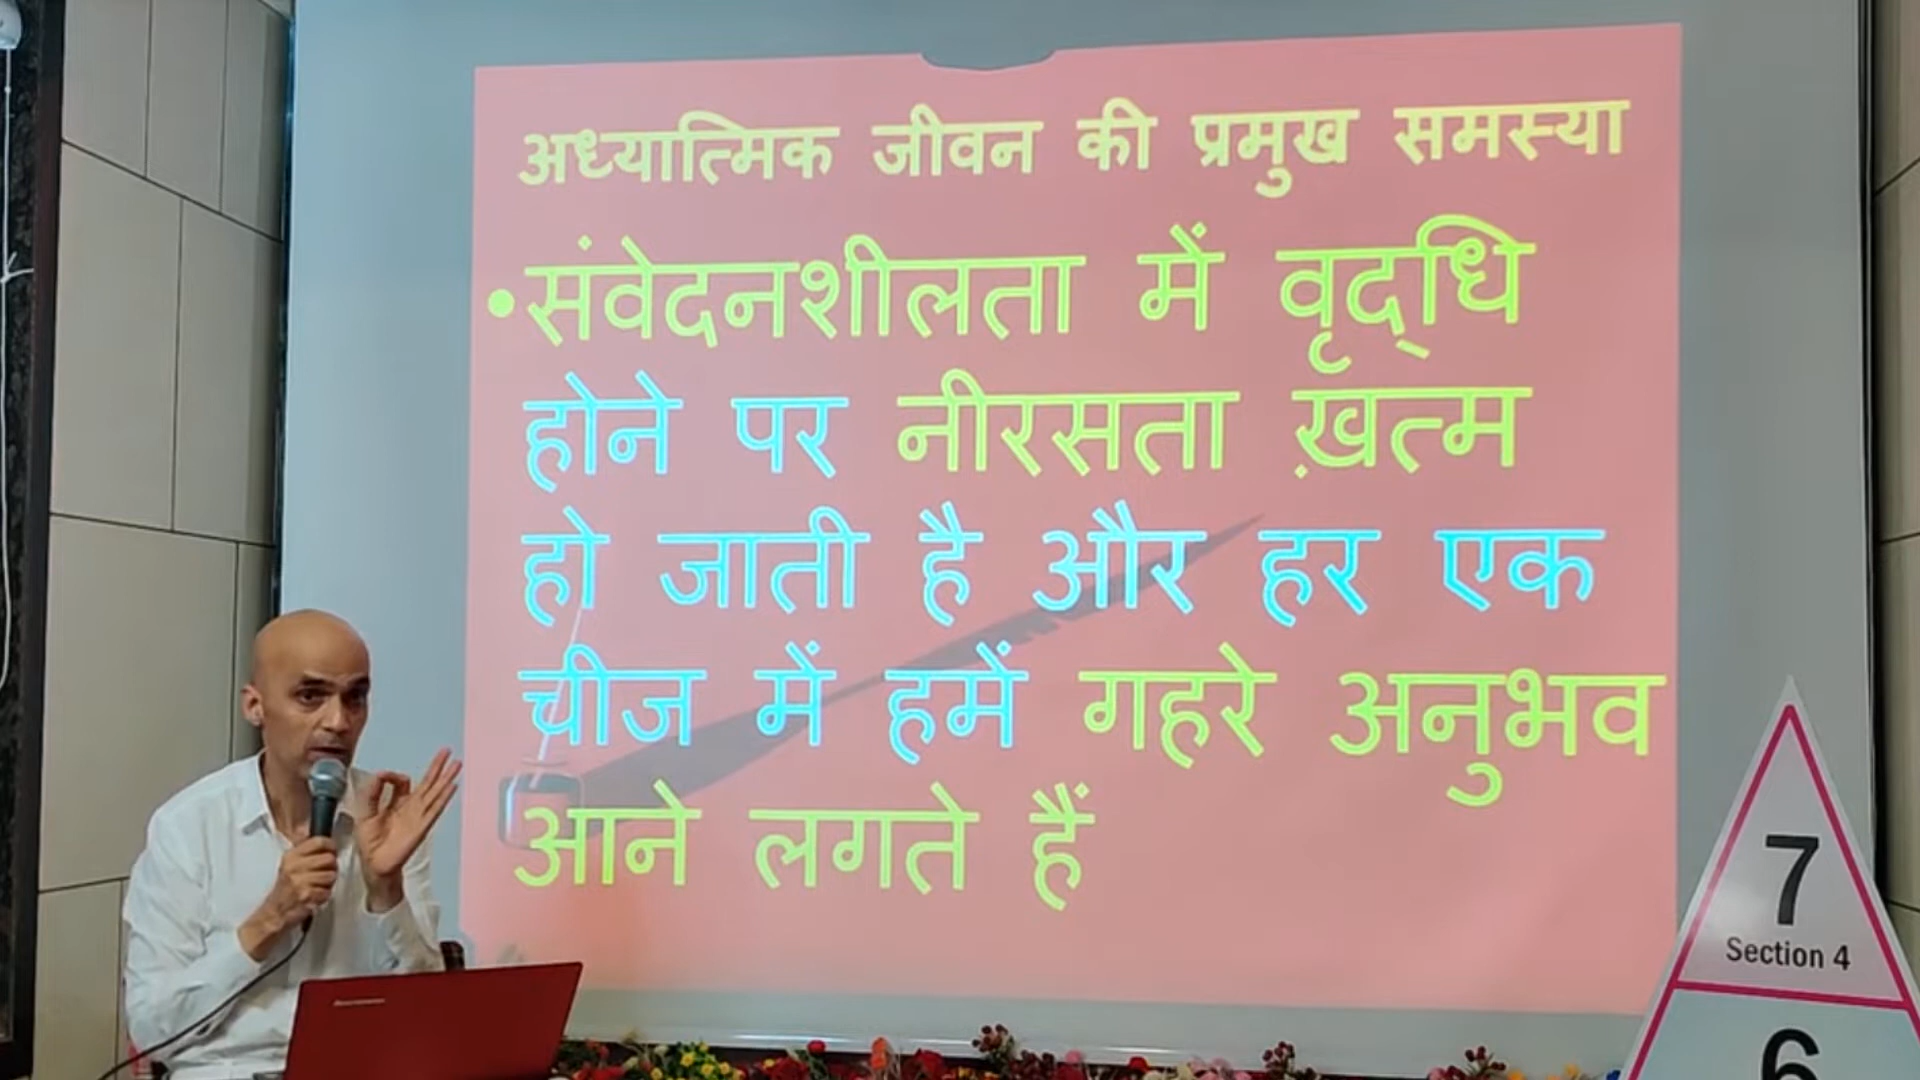 अध्यात्मिक जीवन की प्रमुख समस्या
•संवेदनशीलता में वृद्‌धि
होने पर नीरसता ख़त्म
हो जाती है और हर एक
चीज में हमें गहरे अनुभव
आने लगते हैं
7
Section 4
6